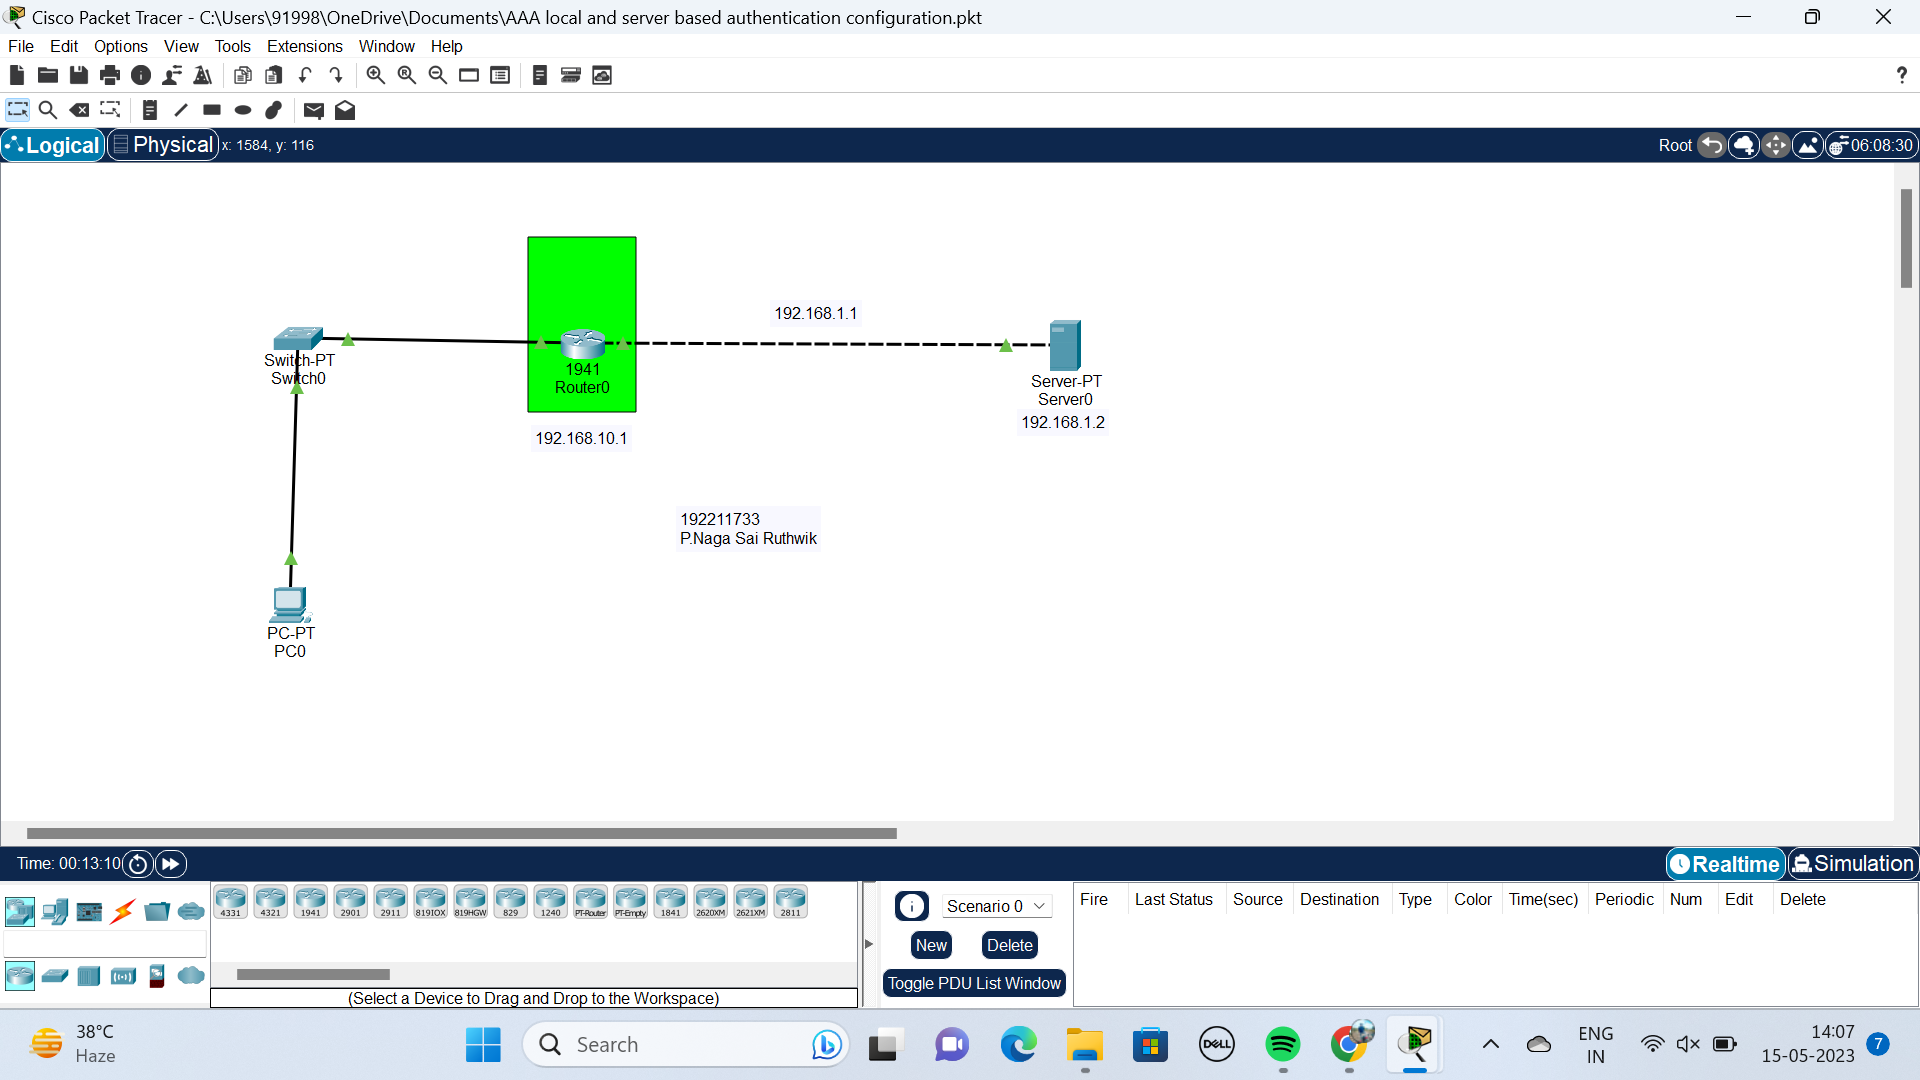 Cisco Packet Tracer - C:\Users\91998\OneDrive\Documents\AAA local and server based authentication configuration.pkt
File Edit Options View Tools Extensions Window Help
?
Logical Physical x: 1584, y: 116 Root 06:08:30
192.168.1.1
Switch-PT
Switch0
1941
Router0
Server-PT
Server0
192.168.1.2
192.168.10.1
192211733
P.Naga Sai Ruthwik
PC-PT
PC0
Time: 00:13:10 Realtime Simulation
4331 4321 1941 2901 2911 819IOX 819HGW 829 1240 PT-Router PT-Empty 1841 2620XM 2621XM 2811
(Select a Device to Drag and Drop to the Workspace)
Scenario 0
New Delete
Toggle PDU List Window
Fire Last Status Source Destination Type Color Time(sec) Periodic Num Edit Delete
38°C
Haze
Search
DELL
ENG
IN
14:07
15-05-2023
7